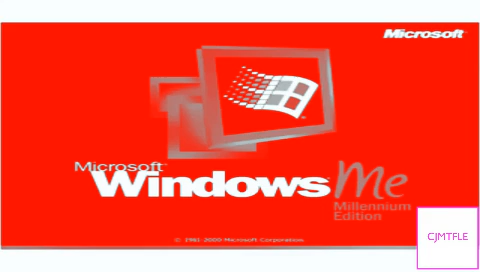 Microsoft
Microsoft
Windows Me
Millennium
Edition
© 1981-2000 Microsoft Corporation.
CJMTFLE